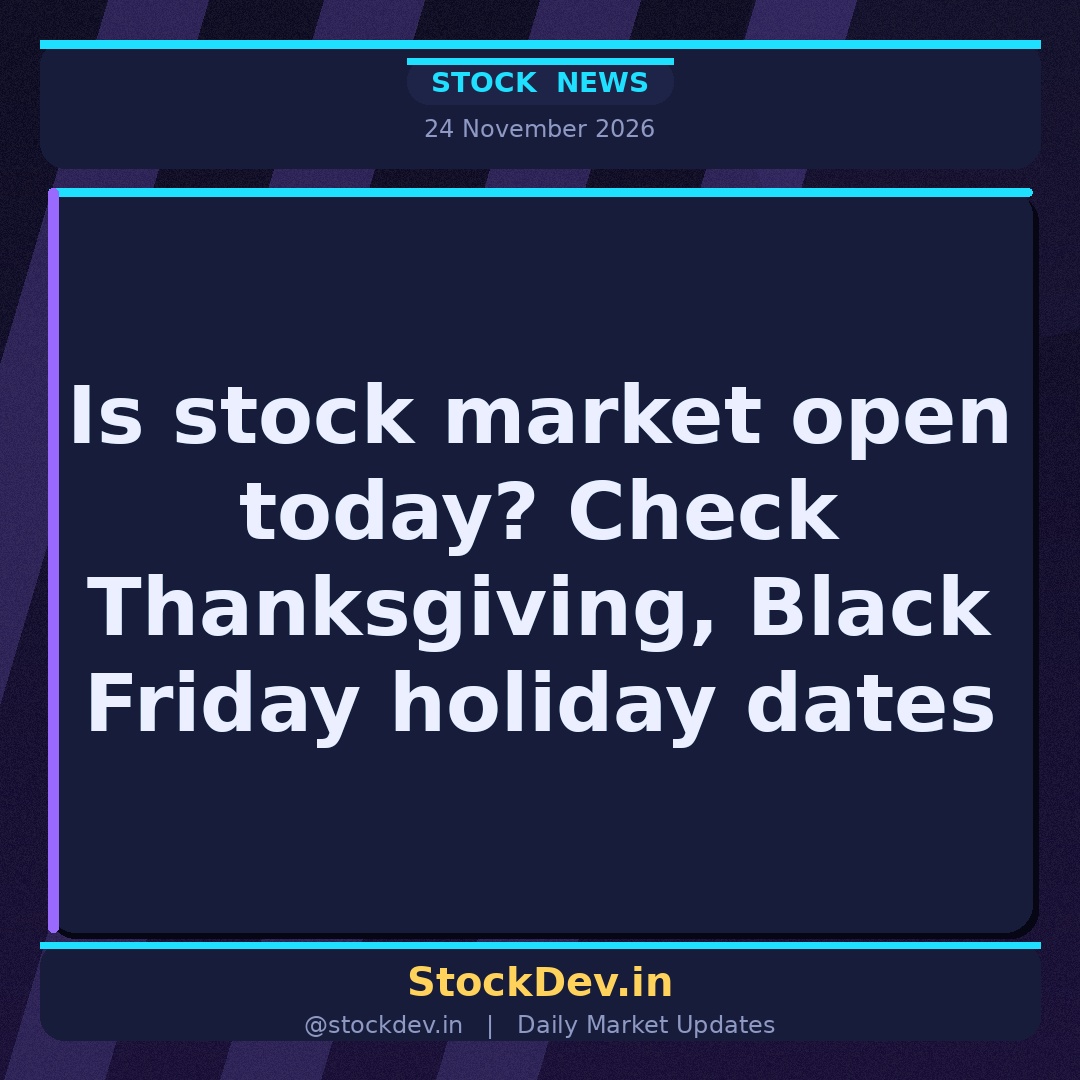 STOCK NEWS
24 November 2026
Is stock market open
today? Check
Thanksgiving, Black
Friday holiday dates
StockDev.in
@stockdev.in | Daily Market Updates